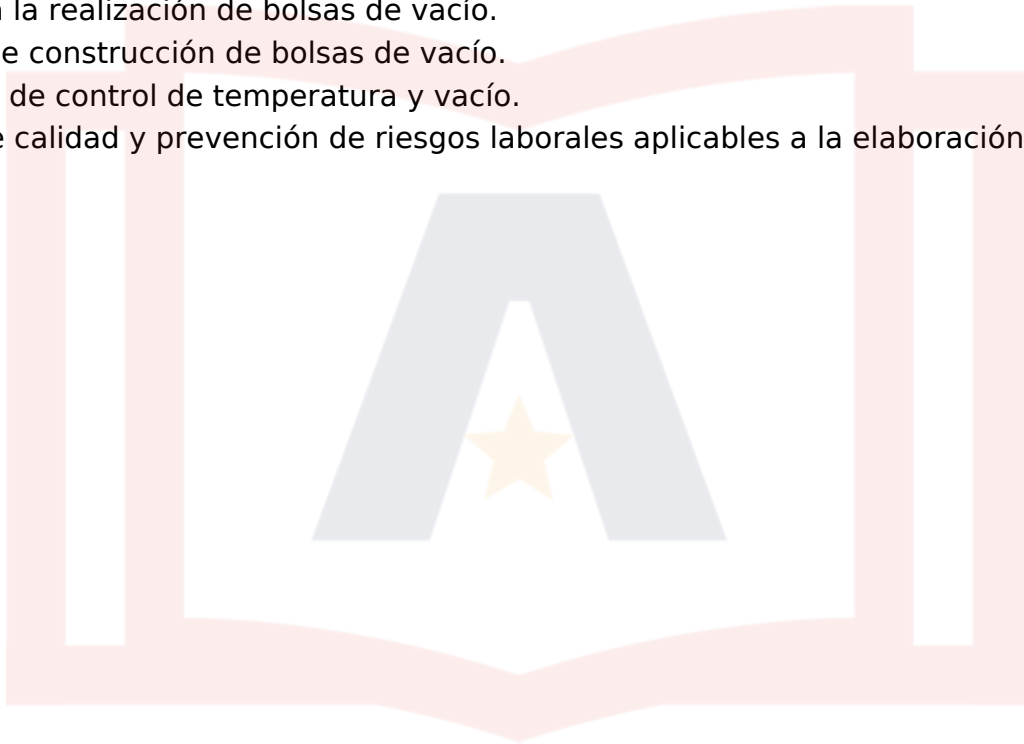 la realización de bolsas de vacío.
e construcción de bolsas de vacío.
de control de temperatura y vacío.
calidad y prevención de riesgos laborales aplicables a la elaboración